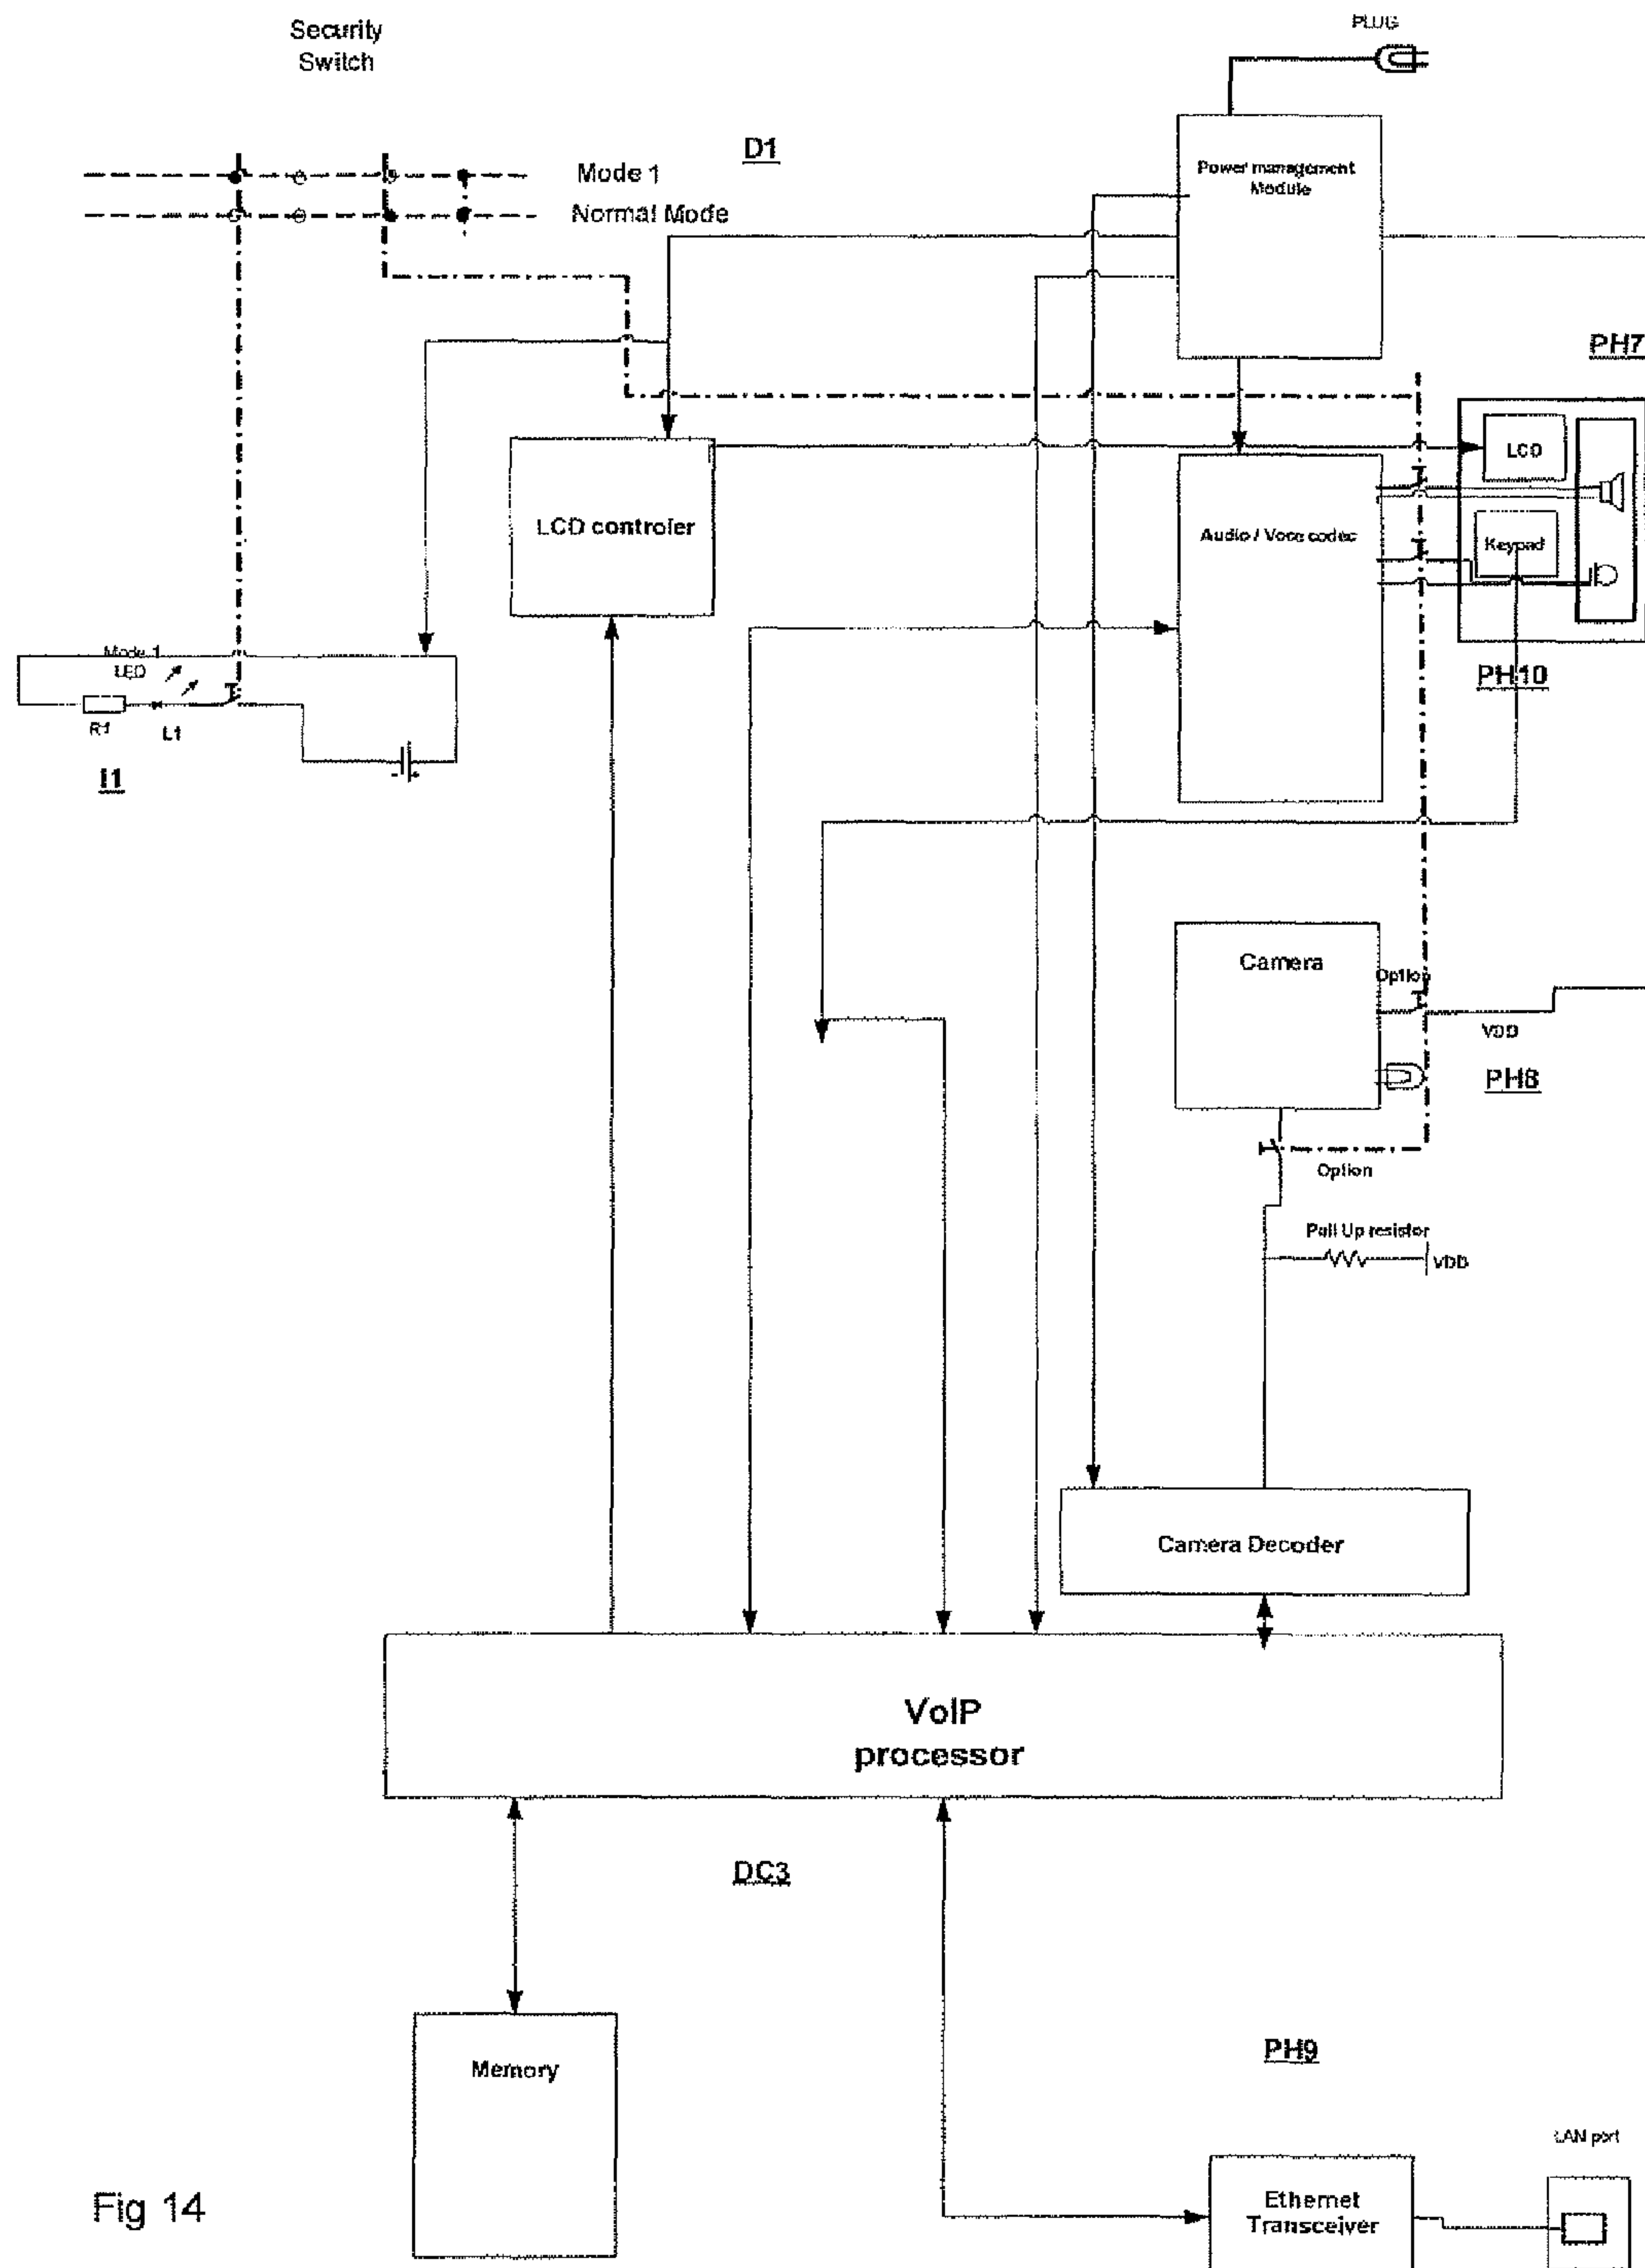 Security
Switch
PLUG
D1
Mode 1
Normal Mode
Power management
Module
PH7
LCD
LCD controler
Audio / Voce codec
Keypad
Mode 1
LED
R1
L1
I1
PH10
Camera
Option
VDD
PH8
Option
Pull Up resistor
VDD
Camera Decoder
VoIP
processor
DC3
Memory
PH9
LAN port
Ethernet
Transceiver
Fig 14